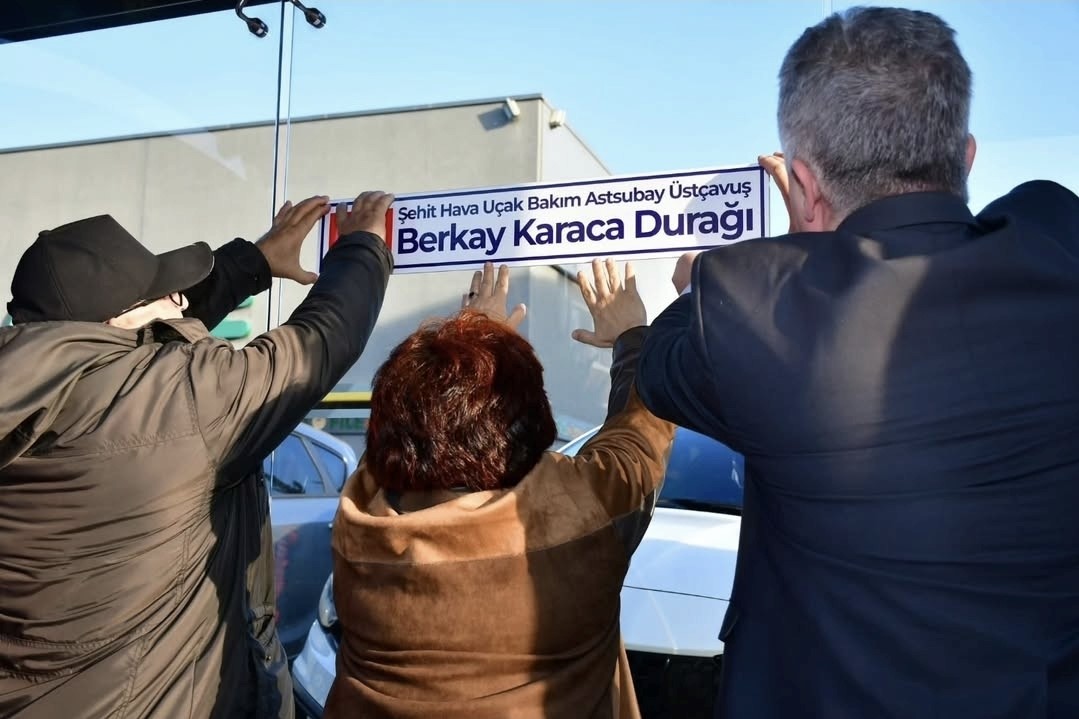 Şehit Hava Uçak Bakım Astsubay Üstçavuş
Berkay Karaca Durağı